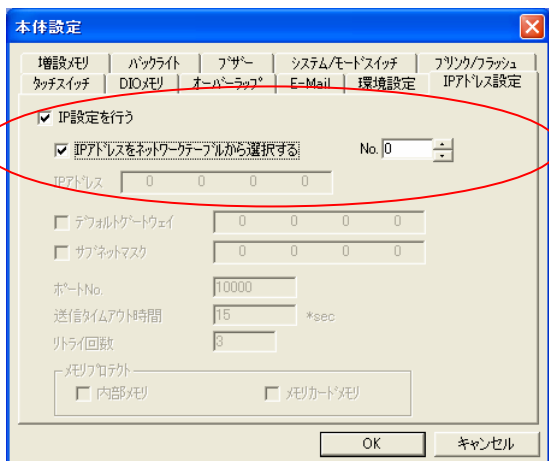 本体設定
増設メモリ バックライト ブザー システム/モードスイッチ ブリンク/フラッシュ
タッチスイッチ DIOメモリ オーバーラップ E-Mail 環境設定 IPアドレス設定
IP設定を行う
IPアドレスをネットワークテーブルから選択する No. 0
IPアドレス 0 0 0 0
デフォルトゲートウェイ 0 0 0 0
サブネットマスク 0 0 0 0
ポートNo. 10000
送信タイムアウト時間 15 *sec
リトライ回数 3
メモリプロテクト
内部メモリ メモリカードメモリ
OK キャンセル